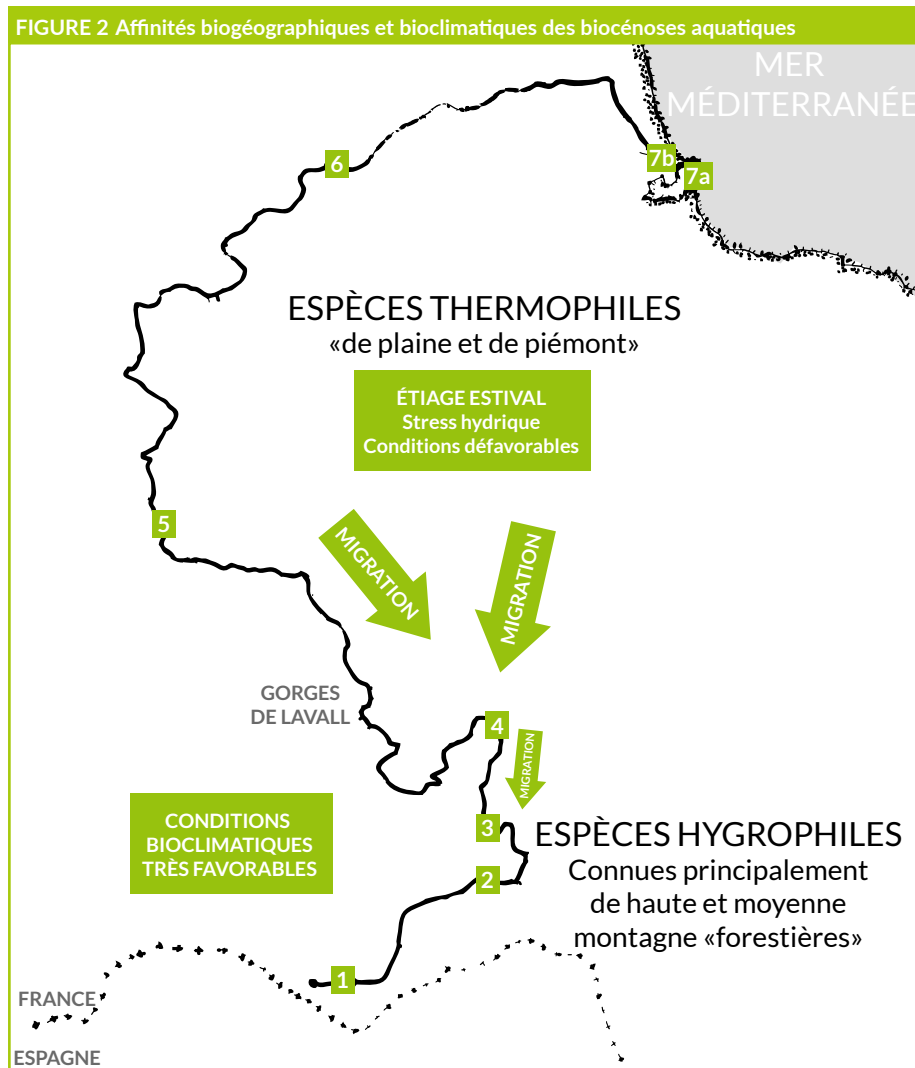 FIGURE 2 Affinités biogéographiques et bioclimatiques des biocénoses aquatiques
MER
MÉDITERRANÉE
7b
7a
6
ESPÈCES THERMOPHILES
«de plaine et de piémont»
ÉTIAGE ESTIVAL
Stress hydrique
Conditions défavorables
5
MIGRATION
MIGRATION
GORGES
DE LAVALL
4
MIGRATION
CONDITIONS
BIOCLIMATIQUES
TRÈS FAVORABLES
3
ESPÈCES HYGROPHILES
Connues principalement
de haute et moyenne
montagne «forestières»
2
1
FRANCE
ESPAGNE